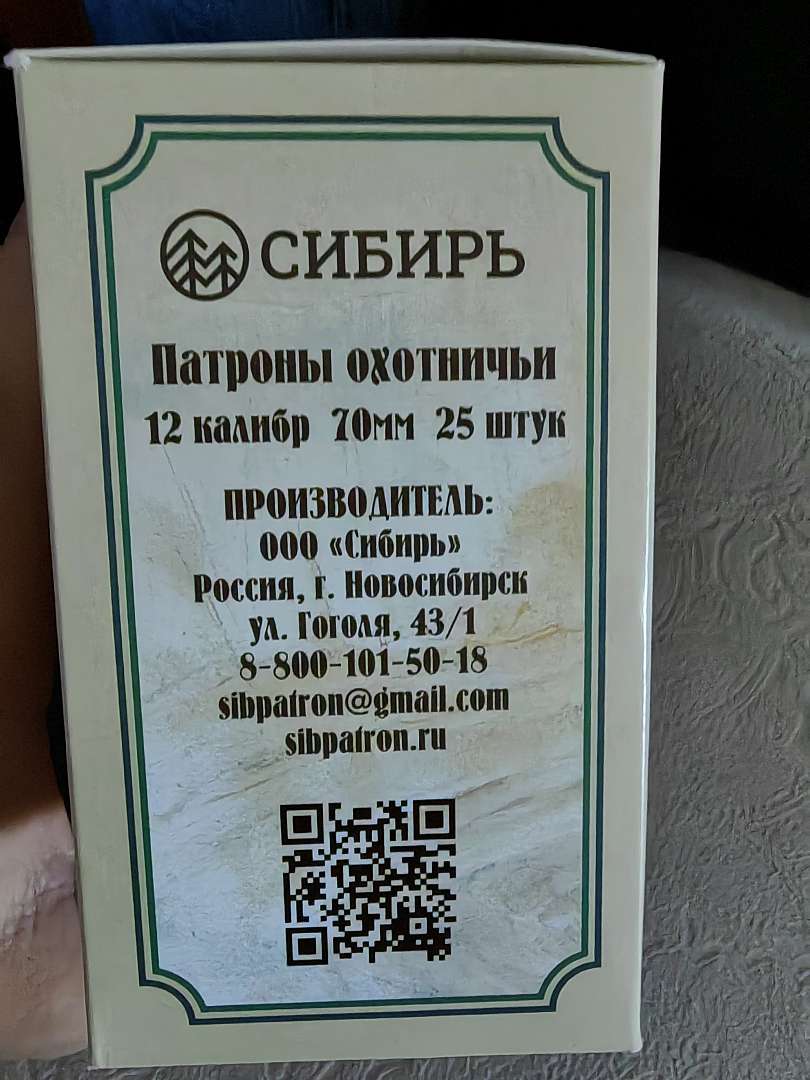 СИБИРЬ
Патроны охотничьи
12 калибр 70мм 25 штук
ПРОИЗВОДИТЕЛЬ:
ООО «Сибирь»
Россия, г. Новосибирск
ул. Гоголя, 43/1
8-800-101-50-18
sibpatron@gmail.com
sibpatron.ru